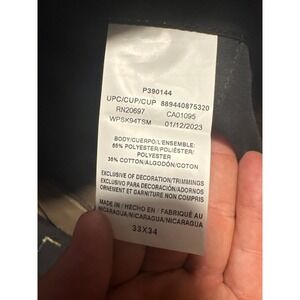 P390144
UPC/CUP/CUP 889440875320
RN20697 CA01095
WPSK94TSM 01/12/2023
BODY/CUERPO/L'ENSEMBLE:
65% POLYESTER/POLIÉSTER/
POLYESTER
35% COTTON/ALGODÓN/COTON
EXCLUSIVE OF DECORATION/TRIMMINGS
EXCLUSIVO PARA DECORACIÓN/ADORNOS
ORNEMENT ET GARNITURE NON COMPRIS
MADE IN / HECHO EN / FABRIQUÉ AU
NICARAGUA/NICARAGUA/NICARAGUA
33X34